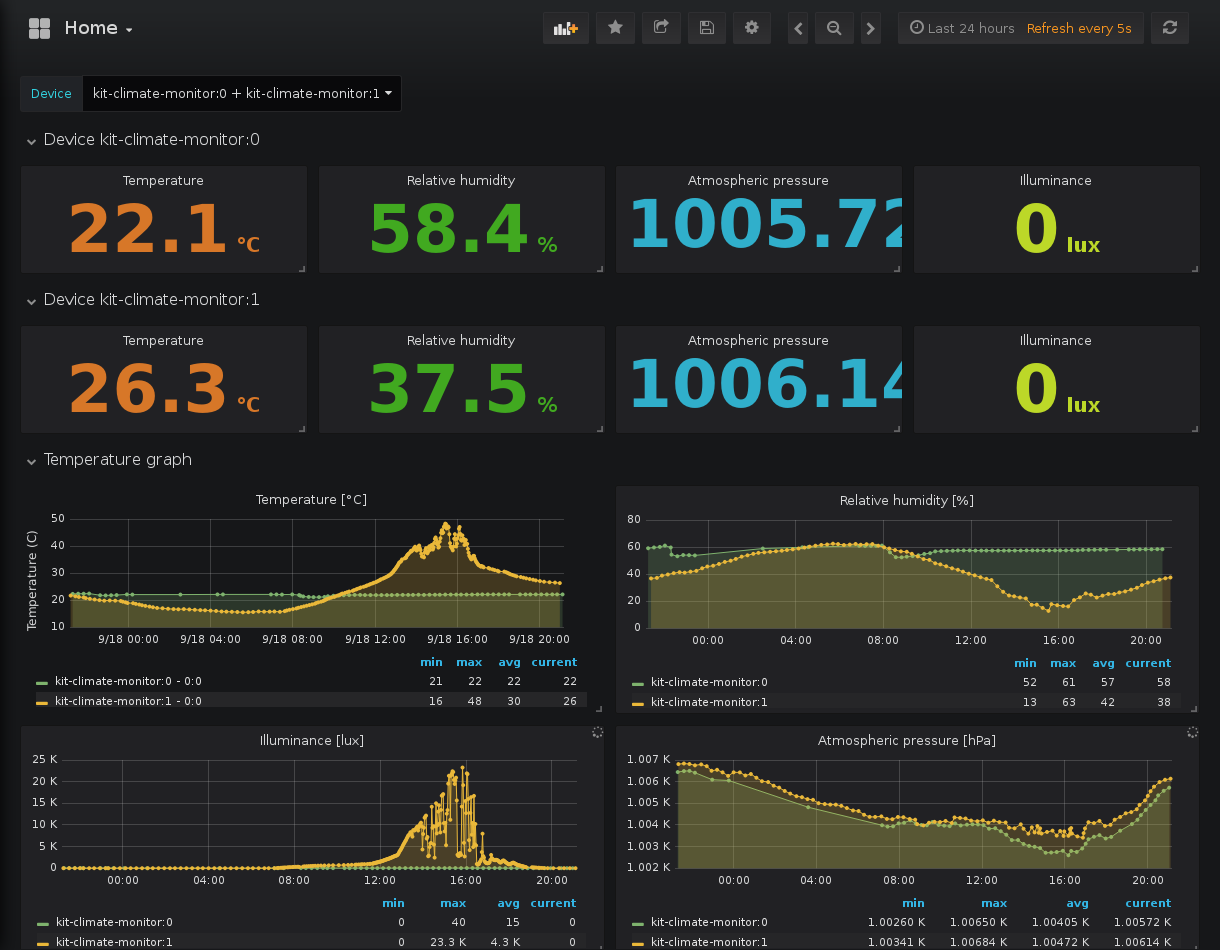 Home
Last 24 hours Refresh every 5s
Device kit-climate-monitor:0 + kit-climate-monitor:1
Device kit-climate-monitor:0
Temperature Relative humidity Atmospheric pressure Illuminance
22.1 °C 58.4 % 1005.72 0 lux
Device kit-climate-monitor:1
Temperature Relative humidity Atmospheric pressure Illuminance
26.3 °C 37.5 % 1006.14 0 lux
Temperature graph
Temperature [°C]
Temperature (C)
50
40
30
20
10
9/18 00:00 9/18 04:00 9/18 08:00 9/18 12:00 9/18 16:00 9/18 20:00
min max avg current
kit-climate-monitor:0 - 0:0 21 22 22 22
kit-climate-monitor:1 - 0:0 16 48 30 26
Relative humidity [%]
80
60
40
20
0
00:00 04:00 08:00 12:00 16:00 20:00
min max avg current
kit-climate-monitor:0 52 61 57 58
kit-climate-monitor:1 13 63 42 38
Illuminance [lux]
25 K
20 K
15 K
10 K
5 K
0
00:00 04:00 08:00 12:00 16:00 20:00
min max avg current
kit-climate-monitor:0 0 40 15 0
kit-climate-monitor:1 0 23.3 K 4.3 K 0
Atmospheric pressure [hPa]
1.007 K
1.006 K
1.005 K
1.004 K
1.003 K
1.002 K
00:00 04:00 08:00 12:00 16:00 20:00
min max avg current
kit-climate-monitor:0 1.00260 K 1.00650 K 1.00405 K 1.00572 K
kit-climate-monitor:1 1.00341 K 1.00684 K 1.00472 K 1.00614 K